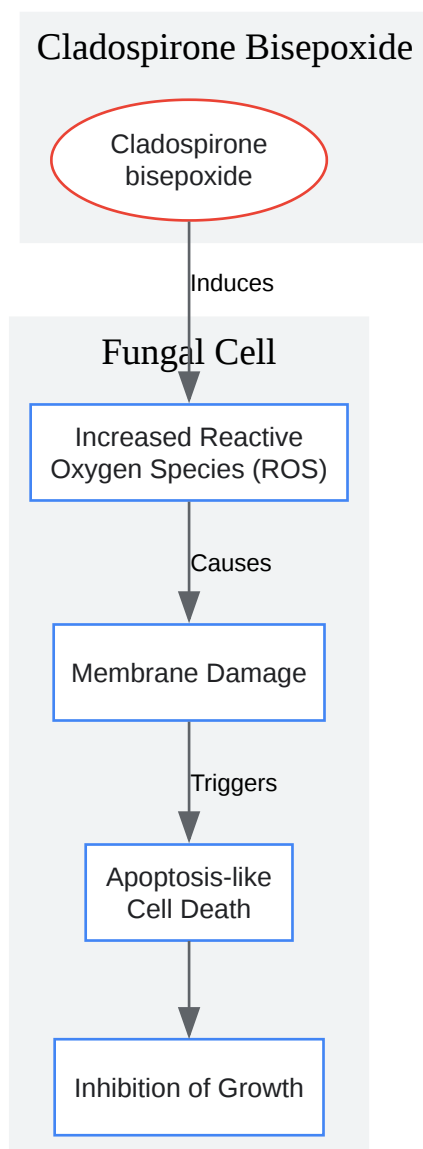 Cladospirone Bisepoxide
Cladospirone
bisepoxide
Induces
Fungal Cell
Increased Reactive
Oxygen Species (ROS)
Causes
Membrane Damage
Triggers
Apoptosis-like
Cell Death
Inhibition of Growth